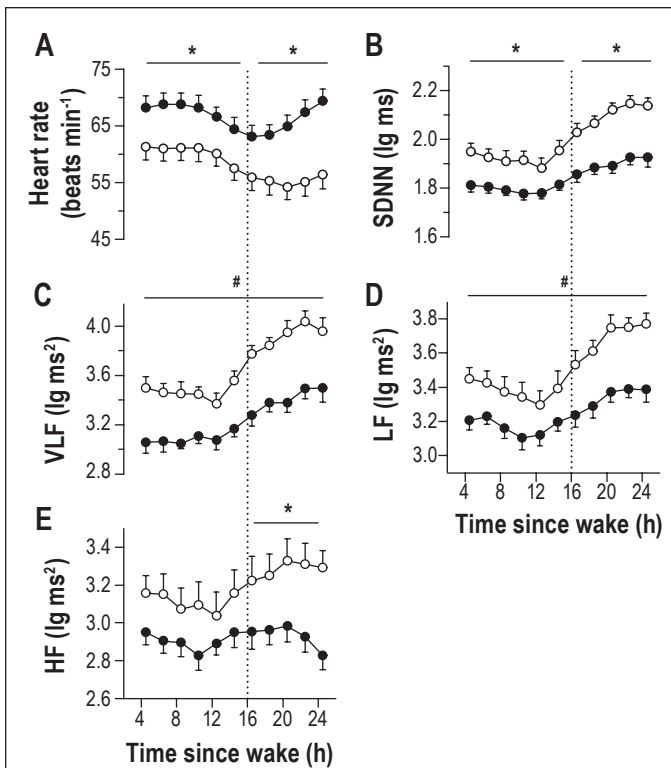 A
* *
75
65
55
45
Heart rate
(beats min⁻¹)
B
* *
2.2
2.0
1.8
1.6
SDNN (lg ms)
C
#
4.0
3.6
3.2
2.8
VLF (lg ms²)
D
#
3.8
3.6
3.4
3.2
3.0
LF (lg ms²)
4 8 12 16 20 24
Time since wake (h)
E
*
3.4
3.2
3.0
2.8
2.6
HF (lg ms²)
4 8 12 16 20 24
Time since wake (h)